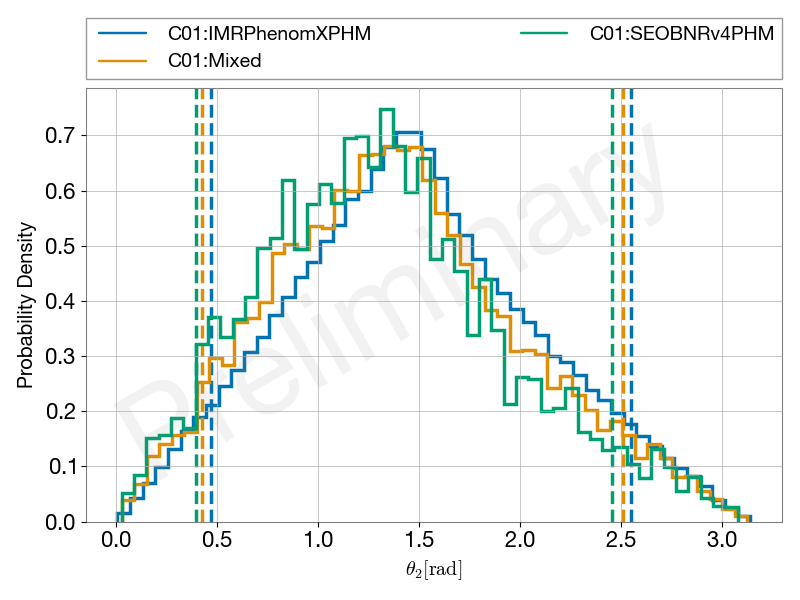 C01:IMRPhenomXPHM
C01:Mixed
C01:SEOBNRv4PHM
Probability Density
0.7
0.6
0.5
0.4
0.3
0.2
0.1
0.0
Preliminary
0.0 0.5 1.0 1.5 2.0 2.5 3.0
θ₂[rad]